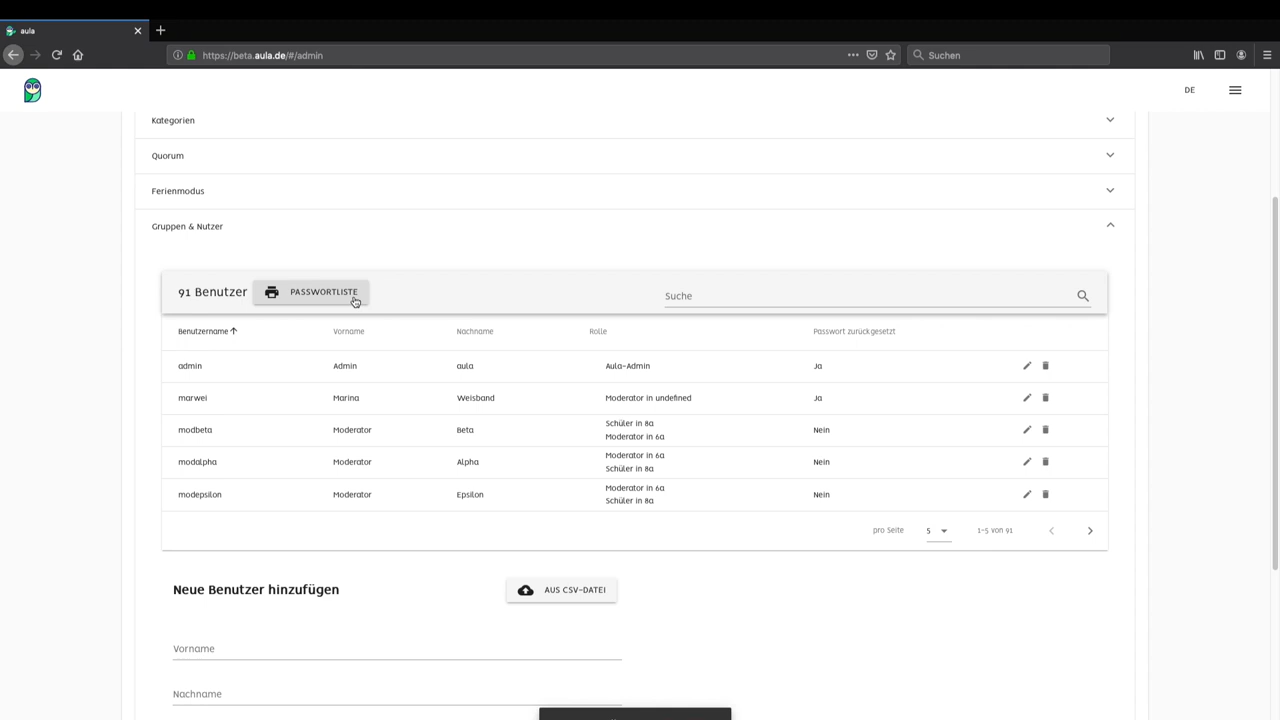 aula
https://beta.aula.de/#/admin
Suchen
DE
Kategorien
Quorum
Ferienmodus
Gruppen & Nutzer
91 Benutzer
PASSWORTLISTE
Suche
Benutzername Vorname Nachname Rolle Passwort zurückgesetzt
admin Admin aula Aula-Admin Ja
marwei Marina Weisband Moderator in undefined Ja
modbeta Moderator Beta Schüler in 8a Nein
Moderator in 6a
modalpha Moderator Alpha Moderator in 6a Nein
Schüler in 8a
modepsilon Moderator Epsilon Moderator in 6a Nein
Schüler in 8a
pro Seite 5 1-5 von 91
Neue Benutzer hinzufügen
AUS CSV-DATEI
Vorname
Nachname